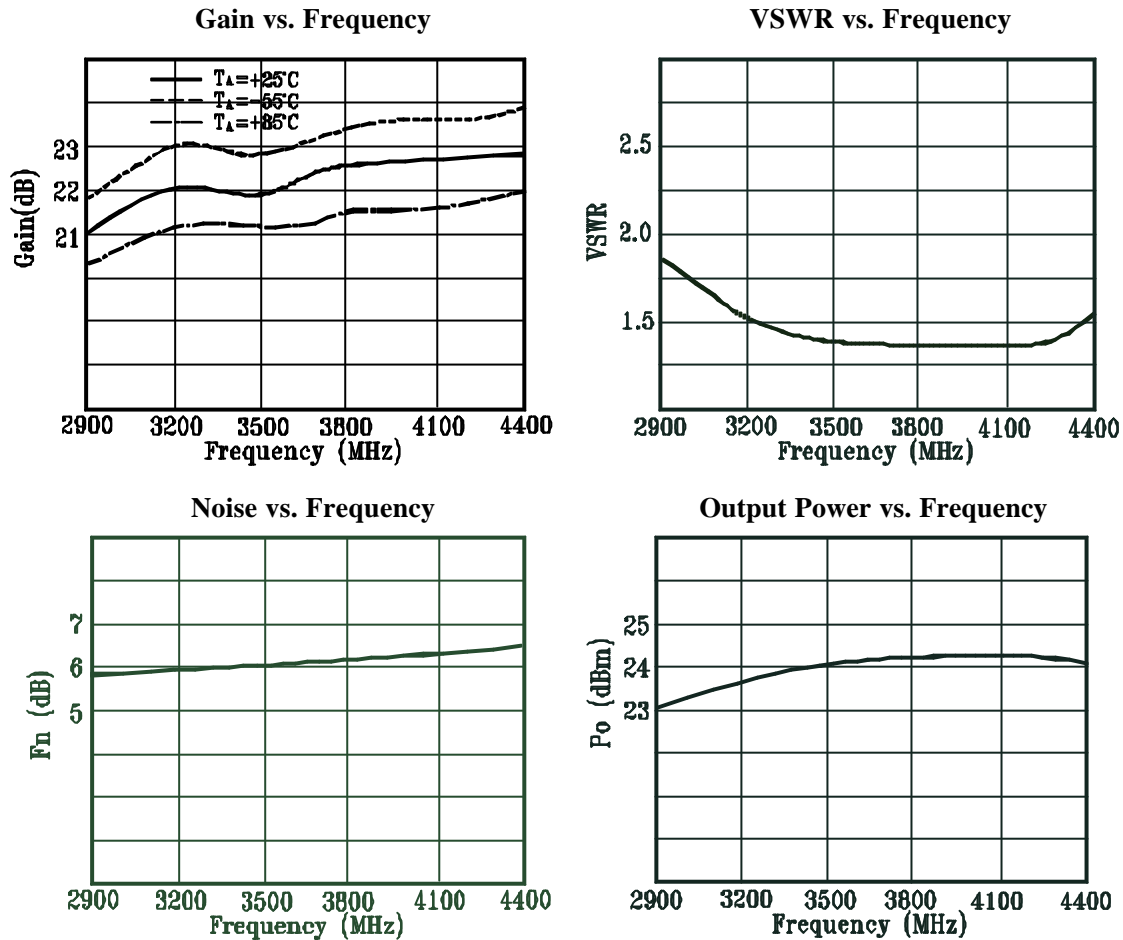 Gain vs. Frequency
T_A=+25°C
T_A=-55°C
T_A=+85°C
Gain(dB)
23
22
21
2900 3200 3500 3800 4100 4400
Frequency (MHz)
VSWR vs. Frequency
VSWR
2.5
2.0
1.5
2900 3200 3500 3800 4100 4400
Frequency (MHz)
Noise vs. Frequency
Fn (dB)
7
6
5
2900 3200 3500 3800 4100 4400
Frequency (MHz)
Output Power vs. Frequency
Po (dBm)
25
24
23
2900 3200 3500 3800 4100 4400
Frequency (MHz)